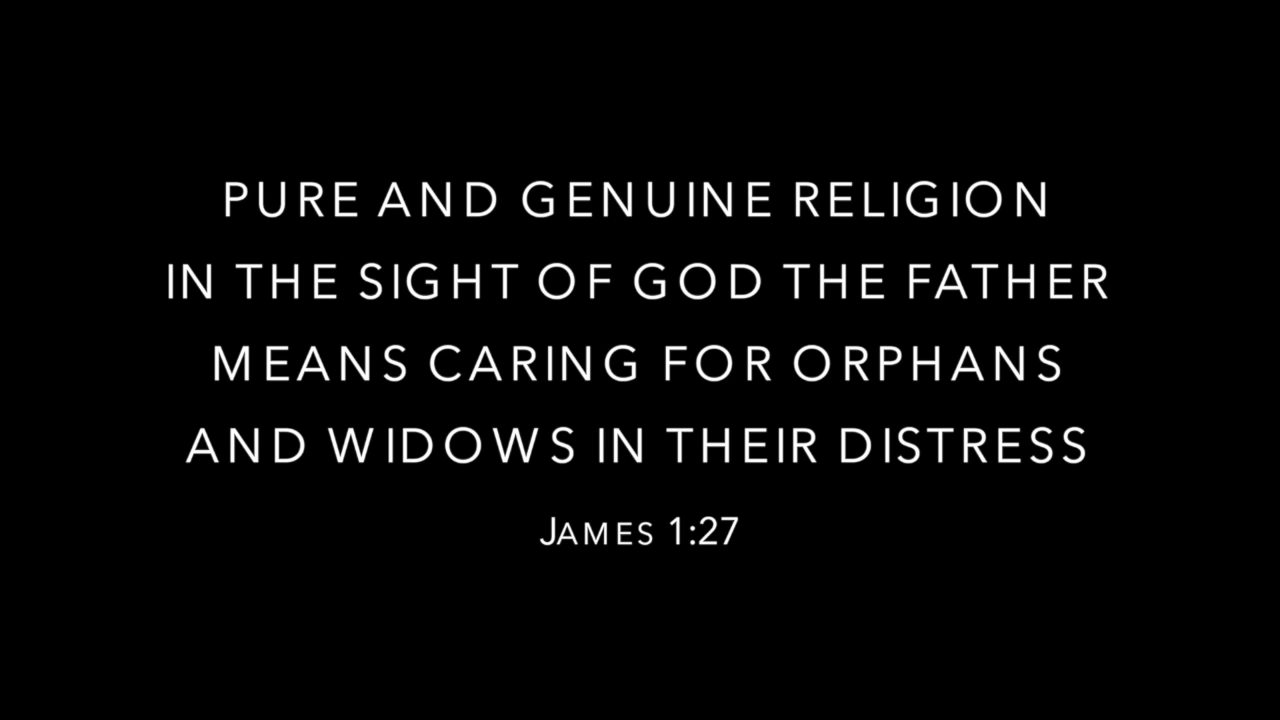 PURE AND GENUINE RELIGION
IN THE SIGHT OF GOD THE FATHER
MEANS CARING FOR ORPHANS
AND WIDOWS IN THEIR DISTRESS
JAMES 1:27